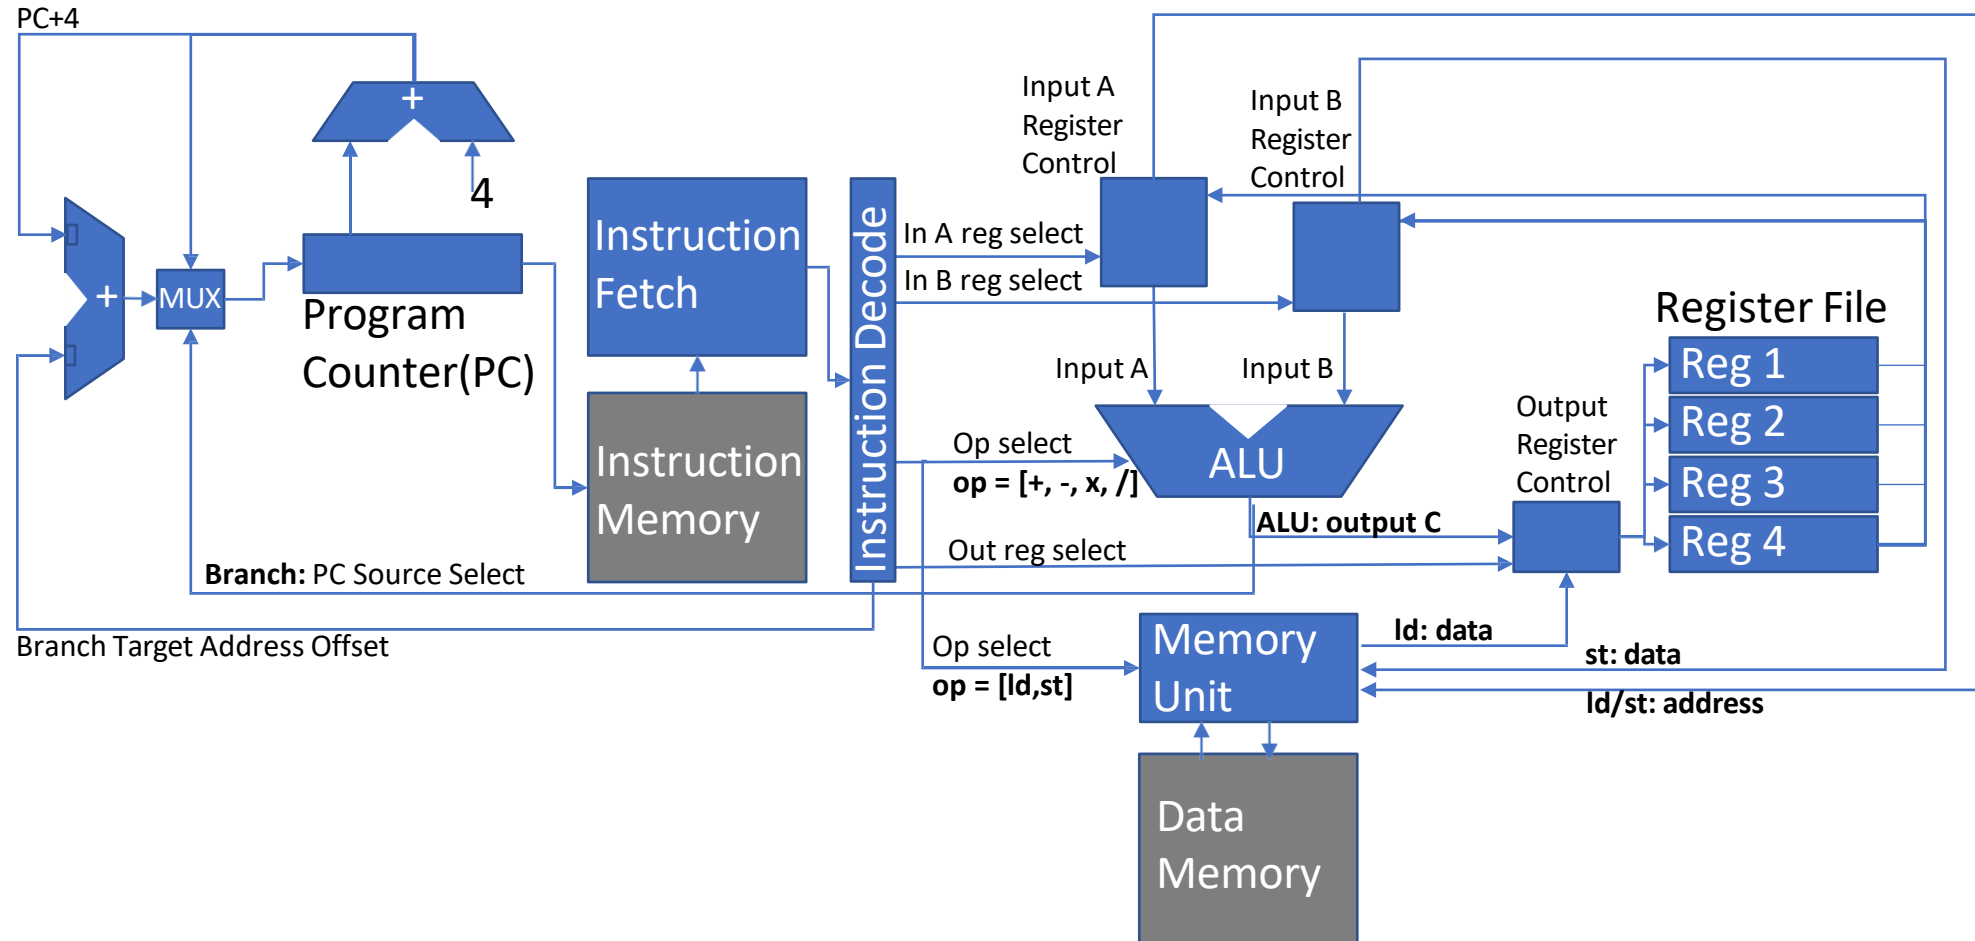 PC+4
+
4
+
MUX
Program
Counter(PC)
Instruction
Fetch
Instruction
Memory
Instruction Decode
Input A
Register
Control
Input B
Register
Control
In A reg select
In B reg select
Input A
Input B
Op select
op = [+, -, x, /]
ALU
ALU: output C
Out reg select
Output
Register
Control
Register File
Reg 1
Reg 2
Reg 3
Reg 4
Branch: PC Source Select
Branch Target Address Offset
Op select
op = [ld,st]
Memory
Unit
ld: data
st: data
ld/st: address
Data
Memory